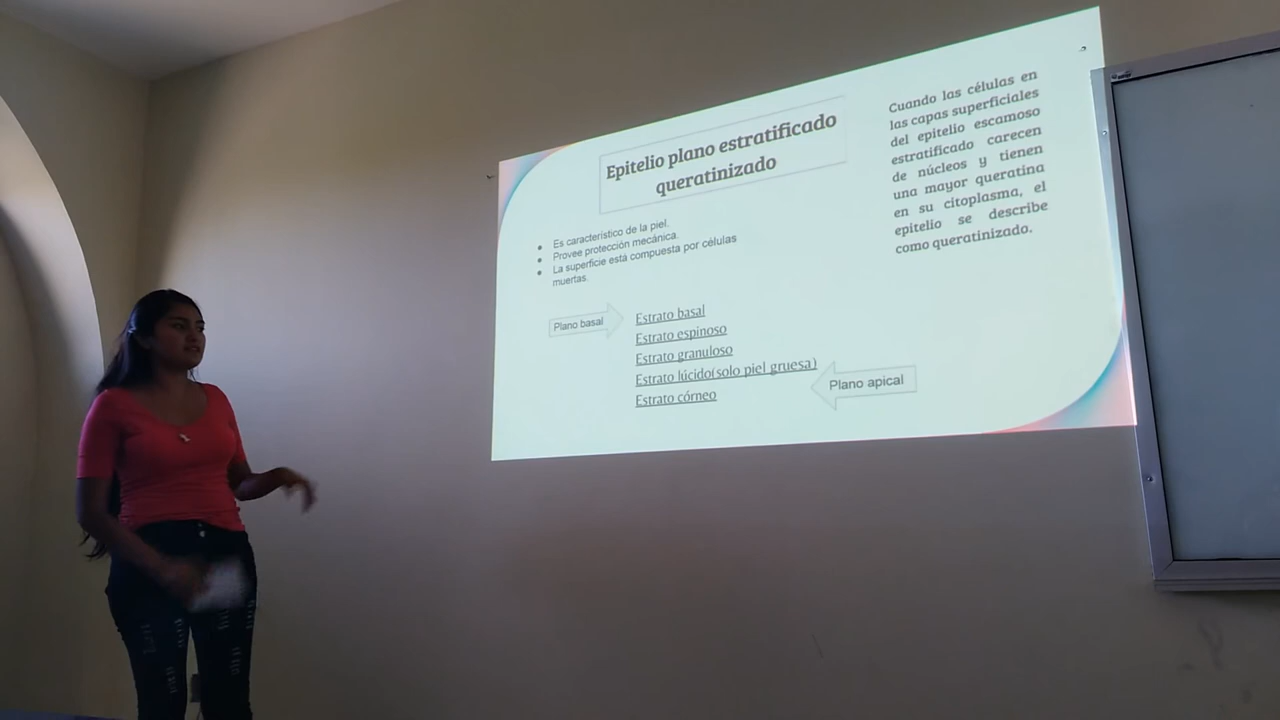 Epitelio plano estratificado
queratinizado
Es característico de la piel.
Provee protección mecánica.
La superficie está compuesta por células
muertas.
Plano basal
Estrato basal
Estrato espinoso
Estrato granuloso
Estrato lúcido(solo piel gruesa)
Estrato córneo
Plano apical
Cuando las células en
las capas superficiales
del epitelio escamoso
estratificado carecen
de núcleos y tienen
una mayor queratina
en su citoplasma, el
epitelio se describe
como queratinizado.